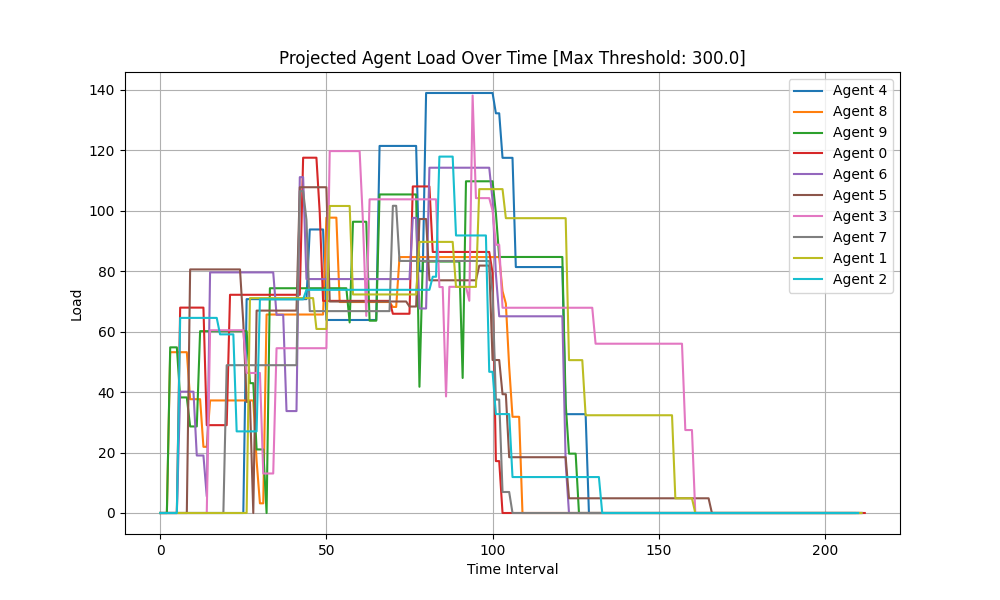 Projected Agent Load Over Time [Max Threshold: 300.0]
Load
140
120
100
80
60
40
20
0
0
50
100
150
200
Time Interval
Agent 4
Agent 8
Agent 9
Agent 0
Agent 6
Agent 5
Agent 3
Agent 7
Agent 1
Agent 2